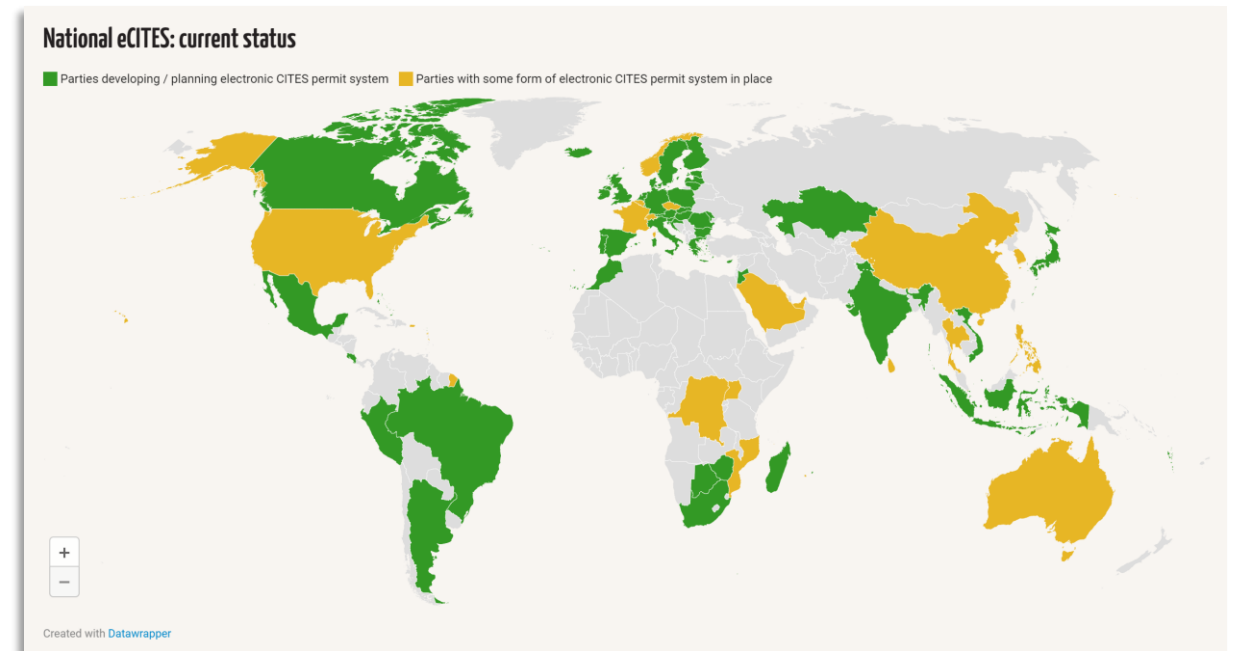 National eCITES: current status
Parties developing / planning electronic CITES permit system Parties with some form of electronic CITES permit system in place
+
−
Created with Datawrapper